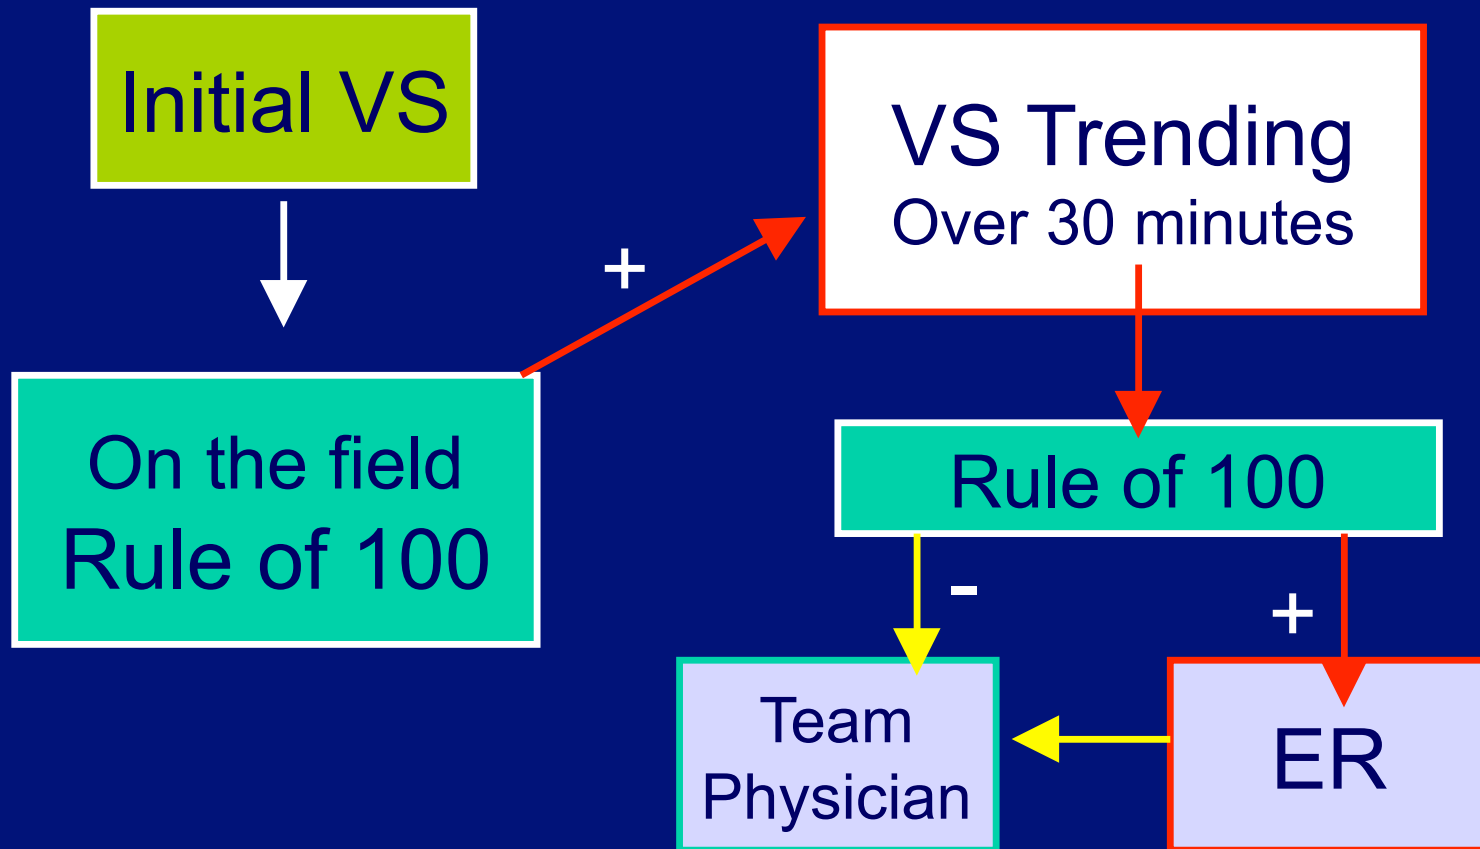 Initial VS
On the field
Rule of 100
+
VS Trending
Over 30 minutes
Rule of 100
-
+
Team
Physician
ER